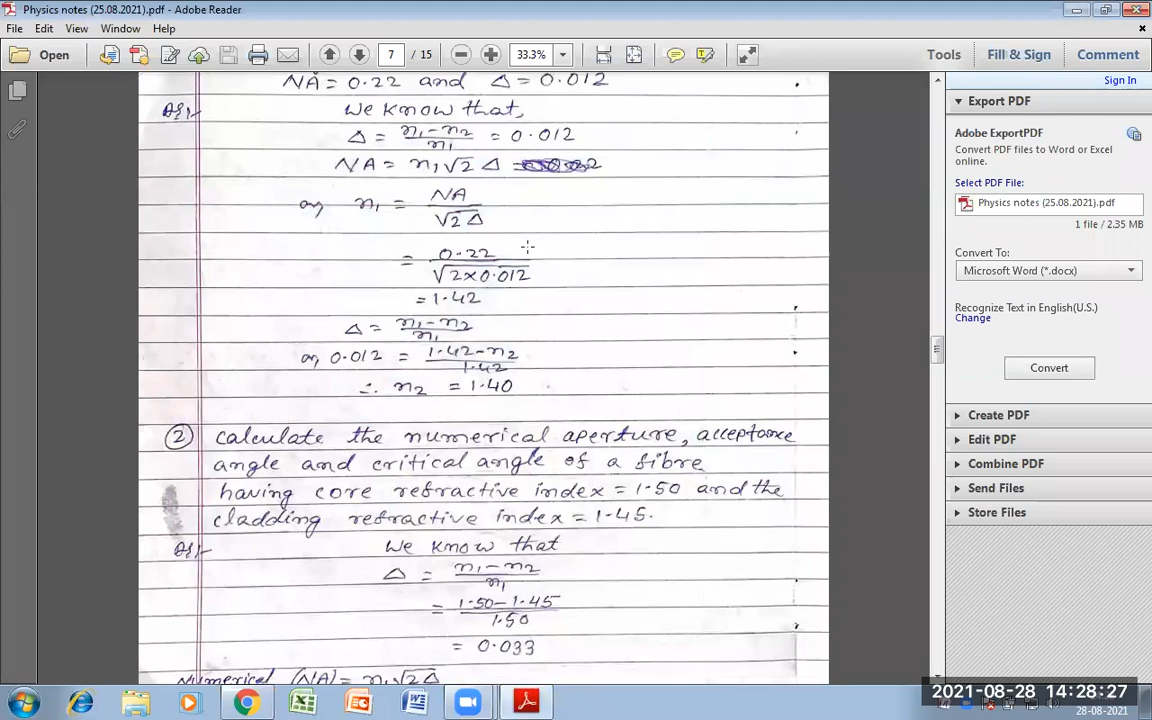 Physics notes (25.08.2021).pdf - Adobe Reader
File Edit View Window Help
Open 7 / 15 33.3% Tools Fill & Sign Comment
Sign In
NA = 0.22 and Δ = 0.012
We know that,
Δ = n₁-n₂/n₁ = 0.012
NA = n₁√2 Δ
or, n₁ = NA/√2Δ
= 0.22/√2×0.012
= 1.42
Δ = n₁-n₂/n₁
or, 0.012 = 1.42-n₂/1.42
∴ n₂ = 1.40
② calculate the numerical aperture, acceptance
angle and critical angle of a fibre
having core refractive index = 1.50 and the
cladding refractive index = 1.45.
We know that
Δ = n₁-n₂/n₁
= 1.50-1.45/1.50
= 0.033
Numerical (NA) = n₁√2Δ
Export PDF
Adobe ExportPDF
Convert PDF files to Word or Excel
online.
Select PDF File:
Physics notes (25.08.2021).pdf
1 file / 2.35 MB
Convert To:
Microsoft Word (*.docx)
Recognize Text in English(U.S.)
Change
Convert
Create PDF
Edit PDF
Combine PDF
Send Files
Store Files
2021-08-28 14:28:27
28-08-2021